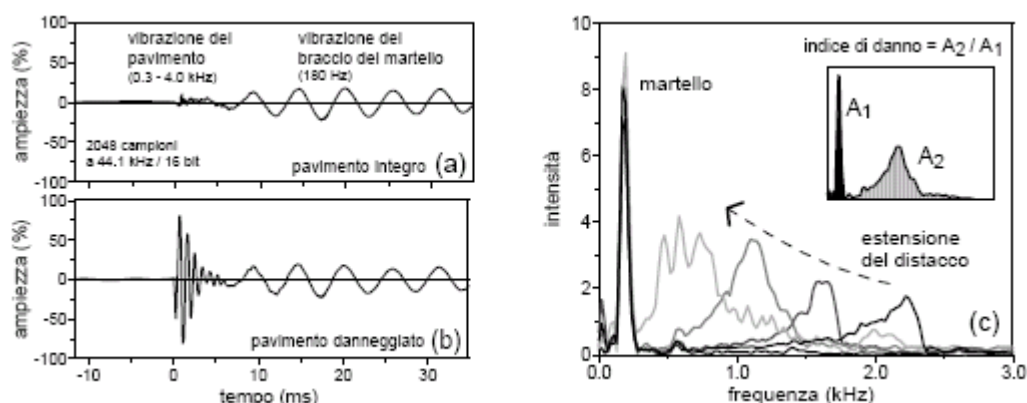 100
50
0
-50
-100
ampiezza (%)
vibrazione del
pavimento
(0.3 - 4.0 kHz)
vibrazione del
braccio del martello
(180 Hz)
2048 campioni
a 44.1 kHz / 16 bit
pavimento integro (a)
50
0
-50
-100
ampiezza (%)
pavimento danneggiato (b)
-10 0 10 20 30
tempo (ms)
10
8
6
4
2
0
intensità
martello
indice di danno = A2 / A1
A1
A2
estensione
del distacco
(c)
0.0 1.0 2.0 3.0
frequenza (kHz)